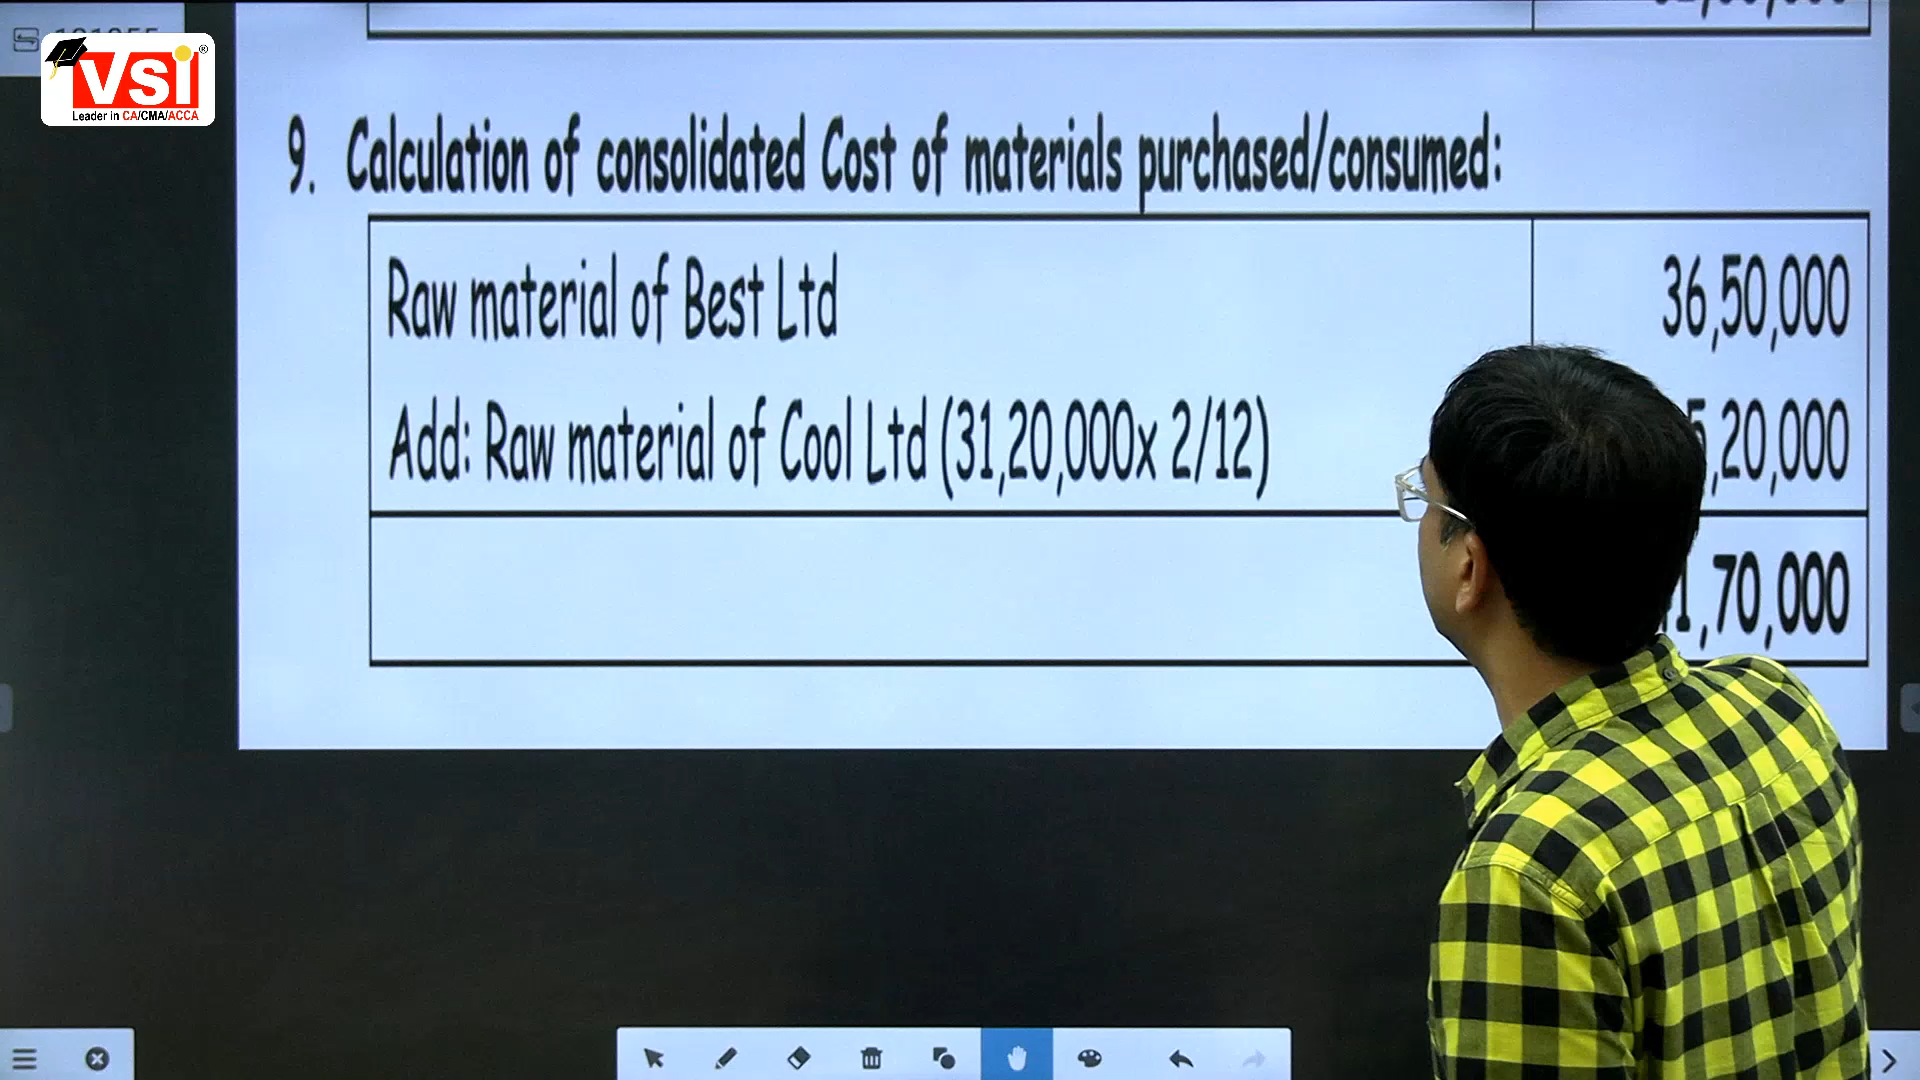 VSI
Leader in CA/CMA/ACCA
9. Calculation of consolidated Cost of materials purchased/consumed:
Raw material of Best Ltd 36,50,000
Add: Raw material of Cool Ltd (31,20,000x 2/12) 5,20,000
1,70,000